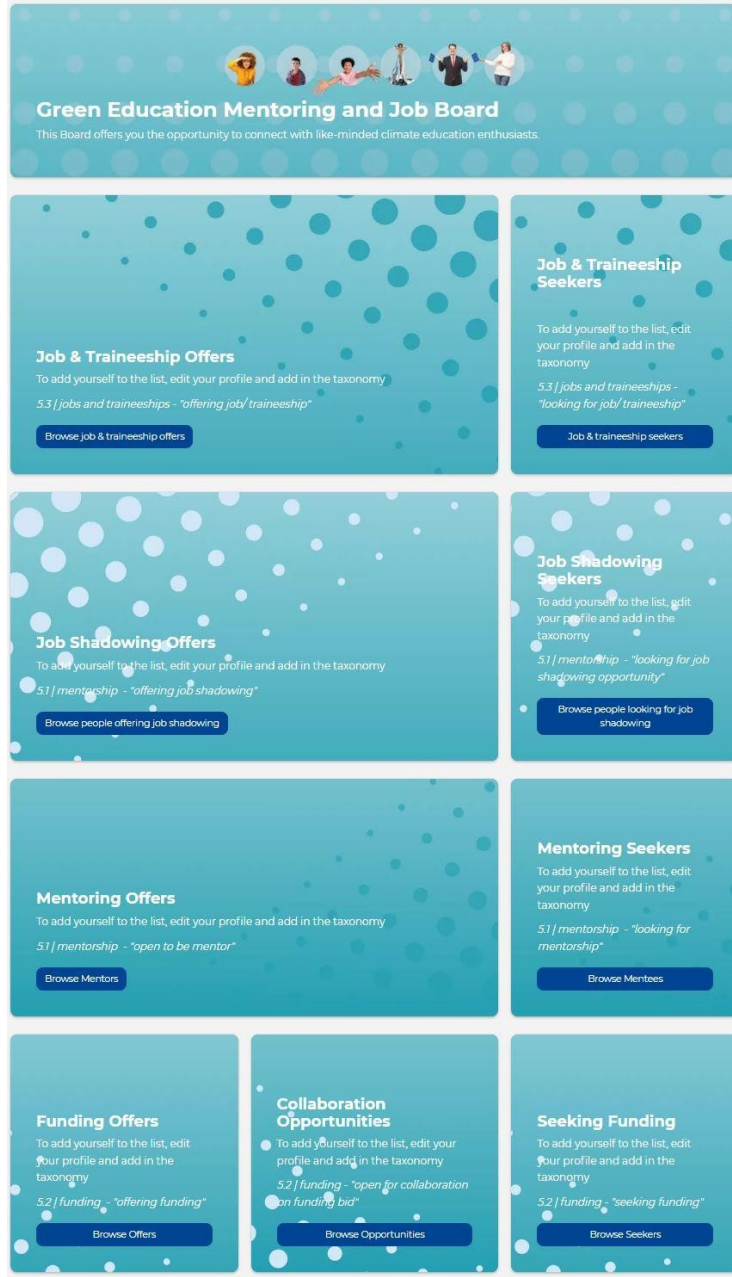 Green Education Mentoring and Job Board
This Board offers you the opportunity to connect with like-minded climate education enthusiasts.
Job & Traineeship Offers
To add yourself to the list, edit your profile and add in the taxonomy
5.3 | jobs and traineeships - "offering job/ traineeship"
Browse job & traineeship offers
Job & Traineeship
Seekers
To add yourself to the list, edit
your profile and add in the
taxonomy
5.3 | jobs and traineeships -
"looking for job/ traineeship"
Job & traineeship seekers
Job Shadowing Offers
To add yourself to the list, edit your profile and add in the taxonomy
5.1 | mentorship - "offering job shadowing"
Browse people offering job shadowing
Job Shadowing
Seekers
To add yourself to the list, edit
your profile and add in the
taxonomy
5.1 | mentorship - "looking for job
shadowing opportunity"
Browse people looking for job
shadowing
Mentoring Offers
To add yourself to the list, edit your profile and add in the taxonomy
5.1 | mentorship - "open to be mentor"
Browse Mentors
Mentoring Seekers
To add yourself to the list, edit
your profile and add in the
taxonomy
5.1 | mentorship - "looking for
mentorship"
Browse Mentees
Funding Offers
To add yourself to the list, edit
your profile and add in the
taxonomy
5.2 | funding - "offering funding"
Browse Offers
Collaboration
Opportunities
To add yourself to the list, edit your
profile and add in the taxonomy
5.2 | funding - "open for collaboration
on funding bid"
Browse Opportunities
Seeking Funding
To add yourself to the list, edit
your profile and add in the
taxonomy
5.2 | funding - "seeking funding"
Browse Seekers